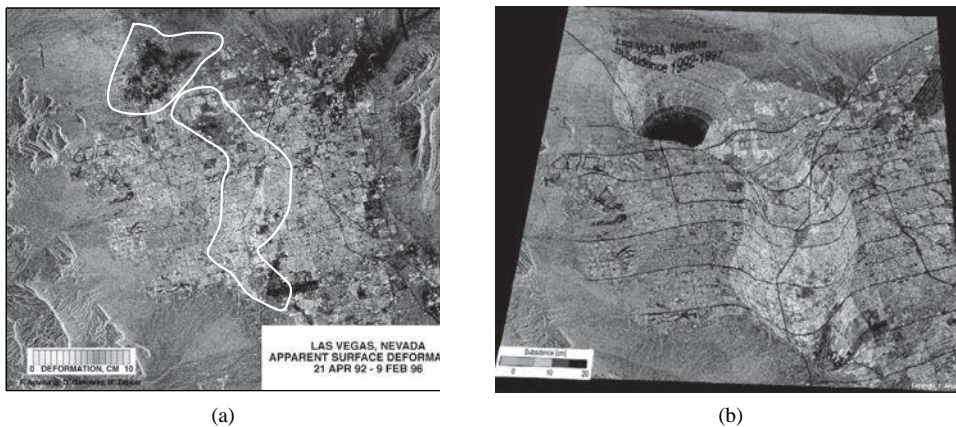 LAS VEGAS, NEVADA
APPARENT SURFACE DEFORMA
21 APR 92 - 9 FEB 96
0 DEFORMATION, CM 10
(a)
Las Vegas, Nevada
Subsidence 1992-1997
Subsidence [cm]
0 10 20
(b)